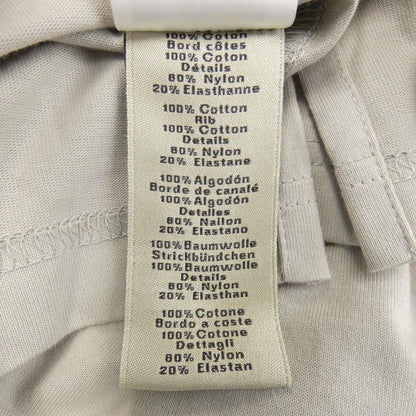 100% Coton
Bord côtes
100% Coton
Détails
80% Nylon
20% Elasthanne
100% Cotton
Rib
100% Cotton
Details
80% Nylon
20% Elastane
100% Algodón
Borde de canalé
100% Algodón
Detalles
80% Nailon
20% Elastano
100% Baumwolle
Strickbündchen
100% Baumwolle
Details
80% Nylon
20% Elasthan
100% Cotone
Bordo a coste
100% Cotone
Dettagli
80% Nylon
20% Elastan